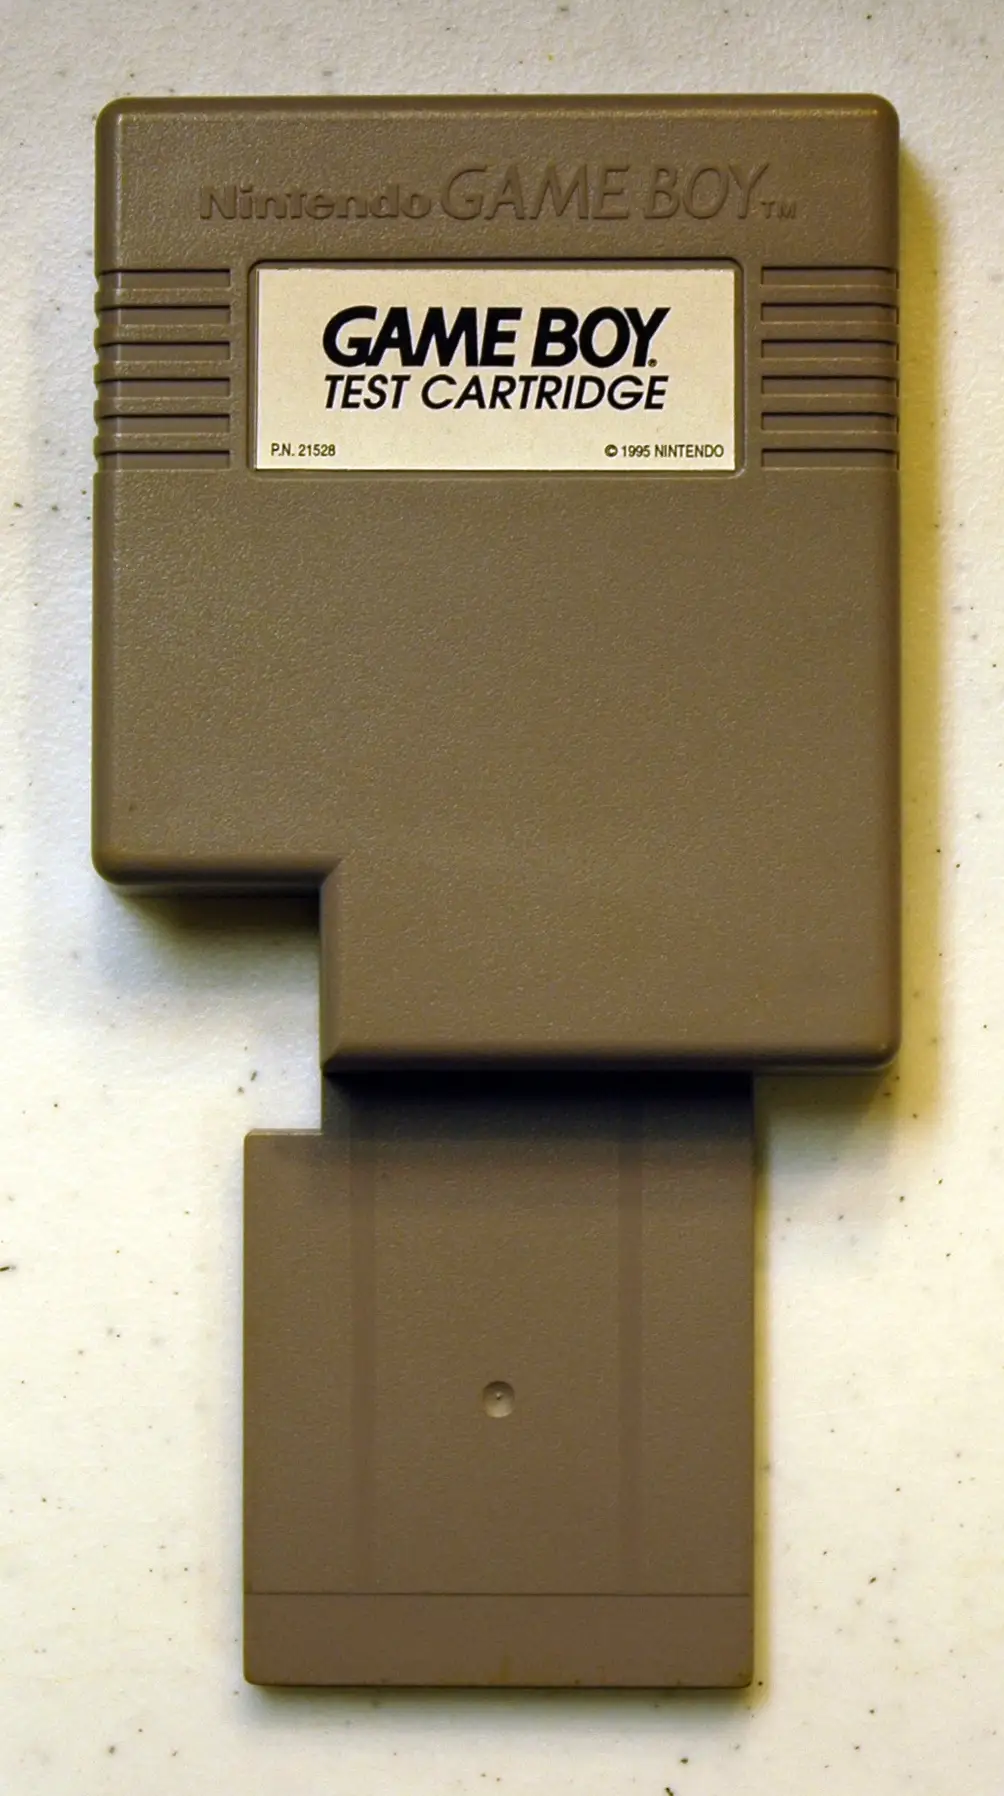 Nintendo GAME BOY™
GAME BOY®
TEST CARTRIDGE
P.N. 21528 © 1995 NINTENDO